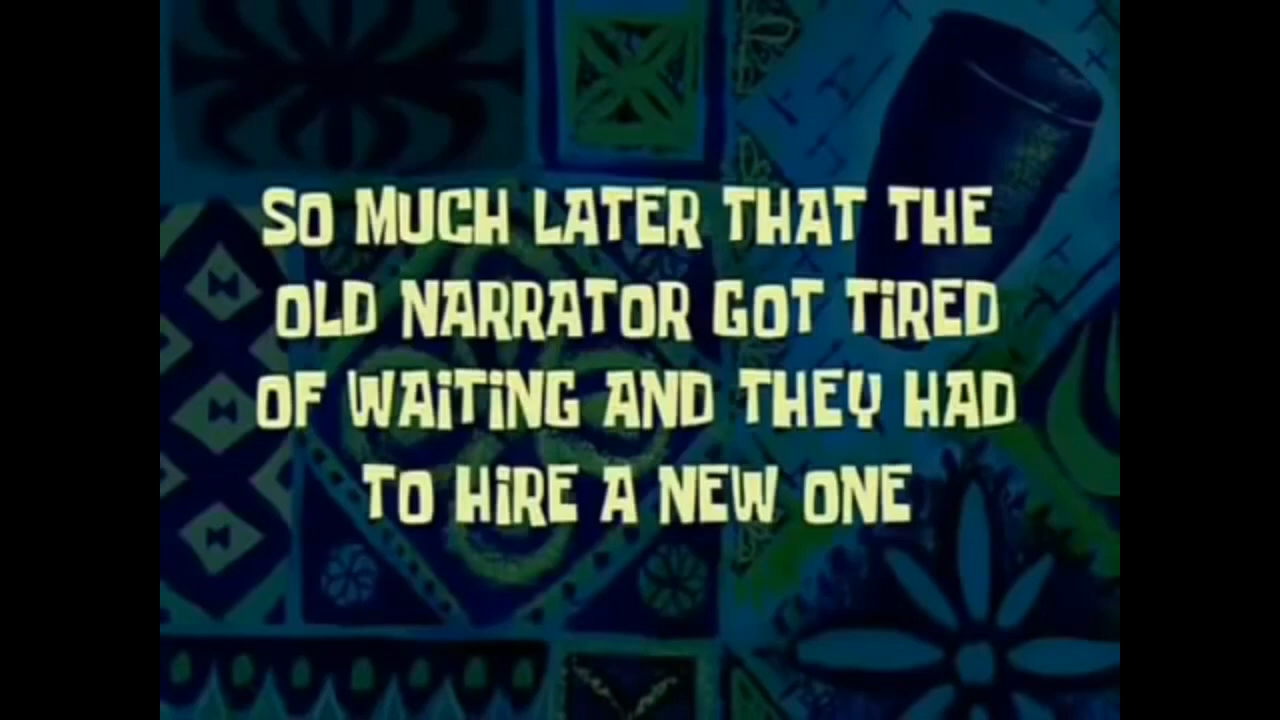 SO MUCH LATER THAT THE
OLD NARRATOR GOT TiRED
OF WAiTiNG AND THEY HAD
TO HiRE A NEW ONE